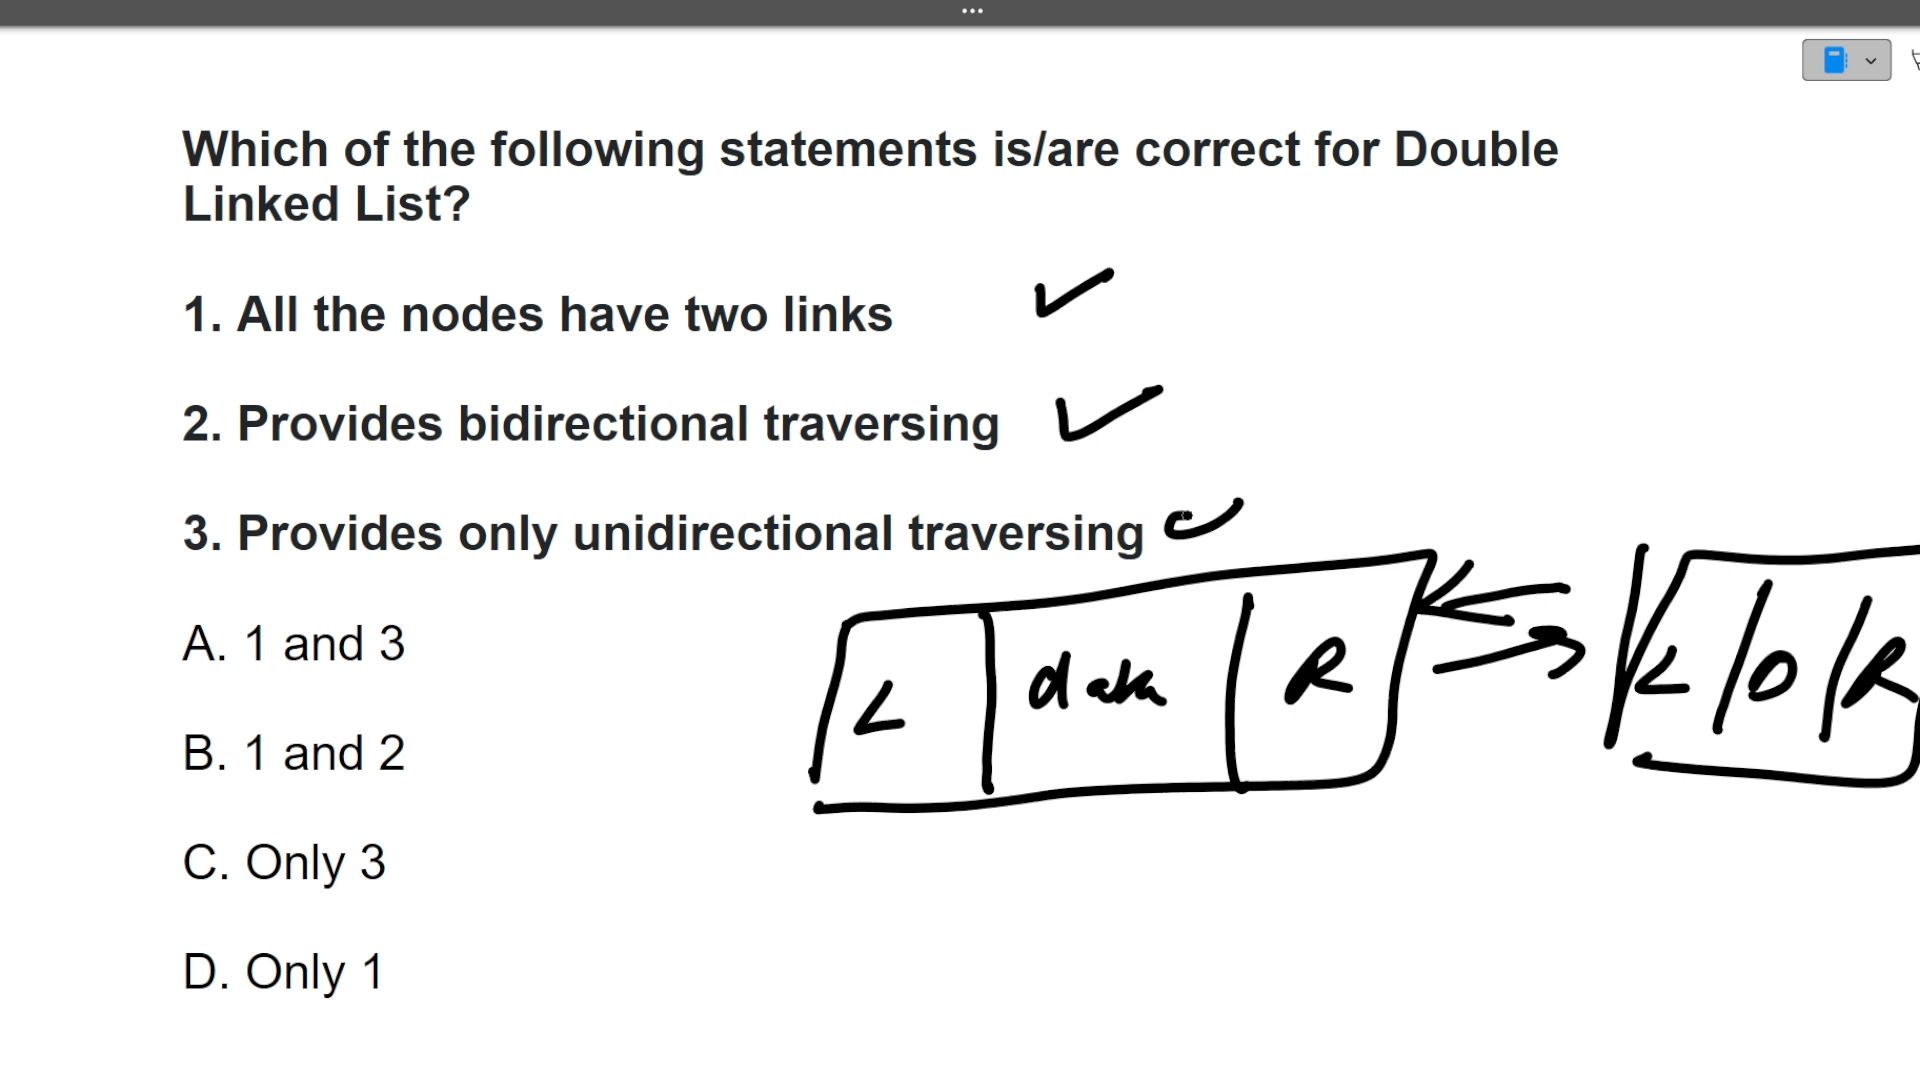 Which of the following statements is/are correct for Double
Linked List?
1. All the nodes have two links
2. Provides bidirectional traversing
3. Provides only unidirectional traversing
A. 1 and 3
L data R
L D R
B. 1 and 2
C. Only 3
D. Only 1